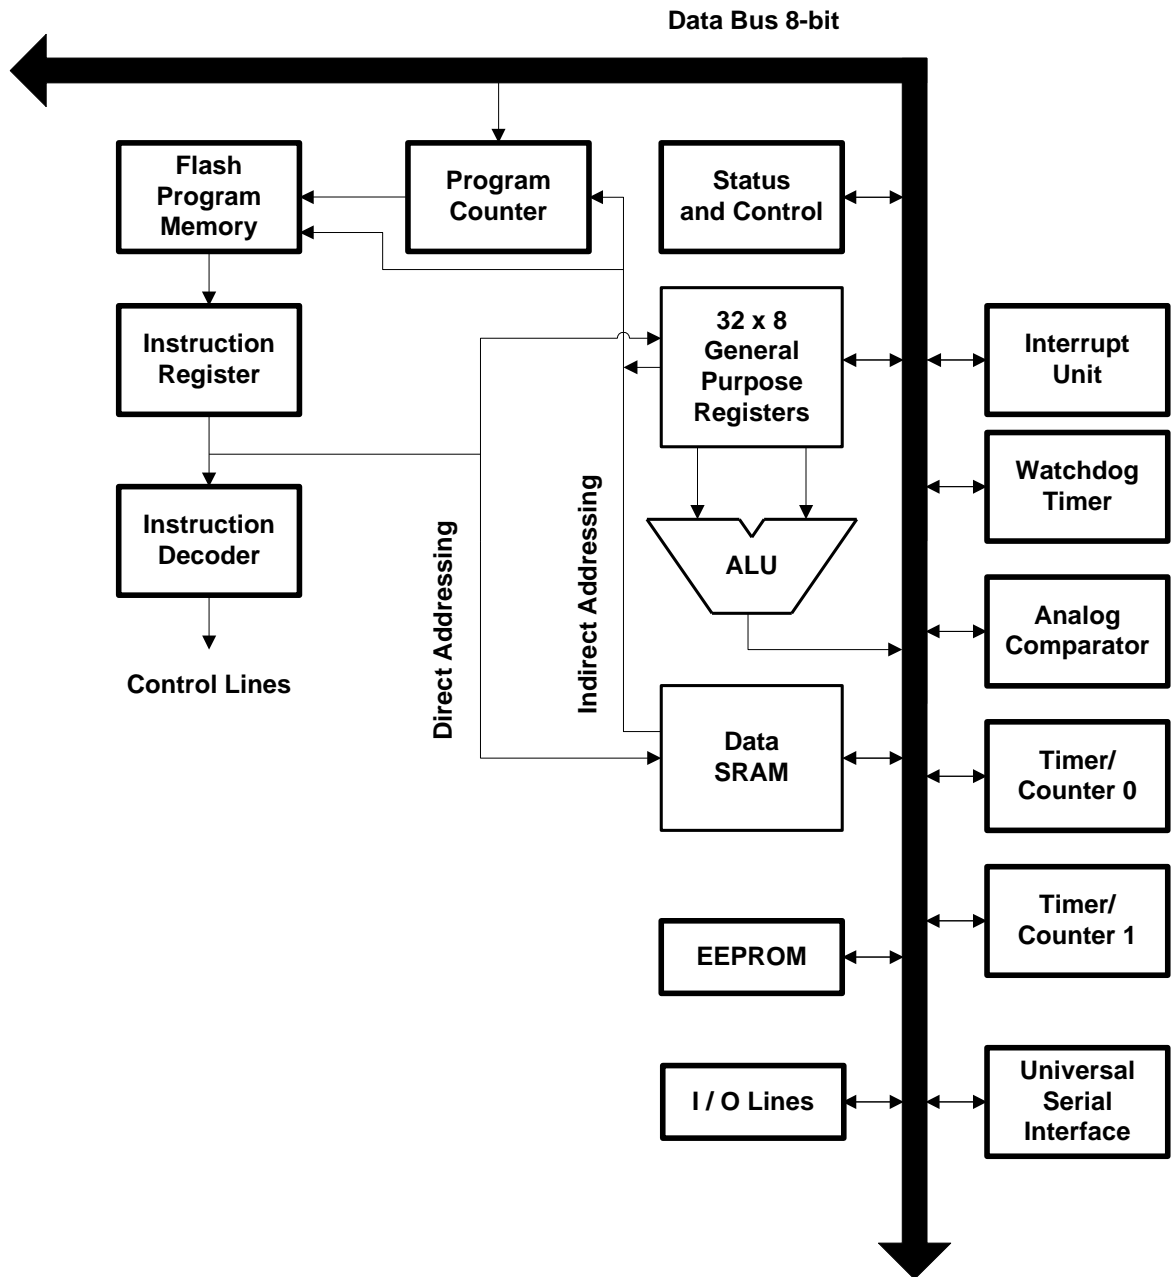 Data Bus 8-bit
Flash
Program
Memory
Program
Counter
Status
and Control
Instruction
Register
32 x 8
General
Purpose
Registers
Interrupt
Unit
Instruction
Decoder
Watchdog
Timer
Direct Addressing
Indirect Addressing
ALU
Analog
Comparator
Control Lines
Data
SRAM
Timer/
Counter 0
EEPROM
Timer/
Counter 1
I / O Lines
Universal
Serial
Interface